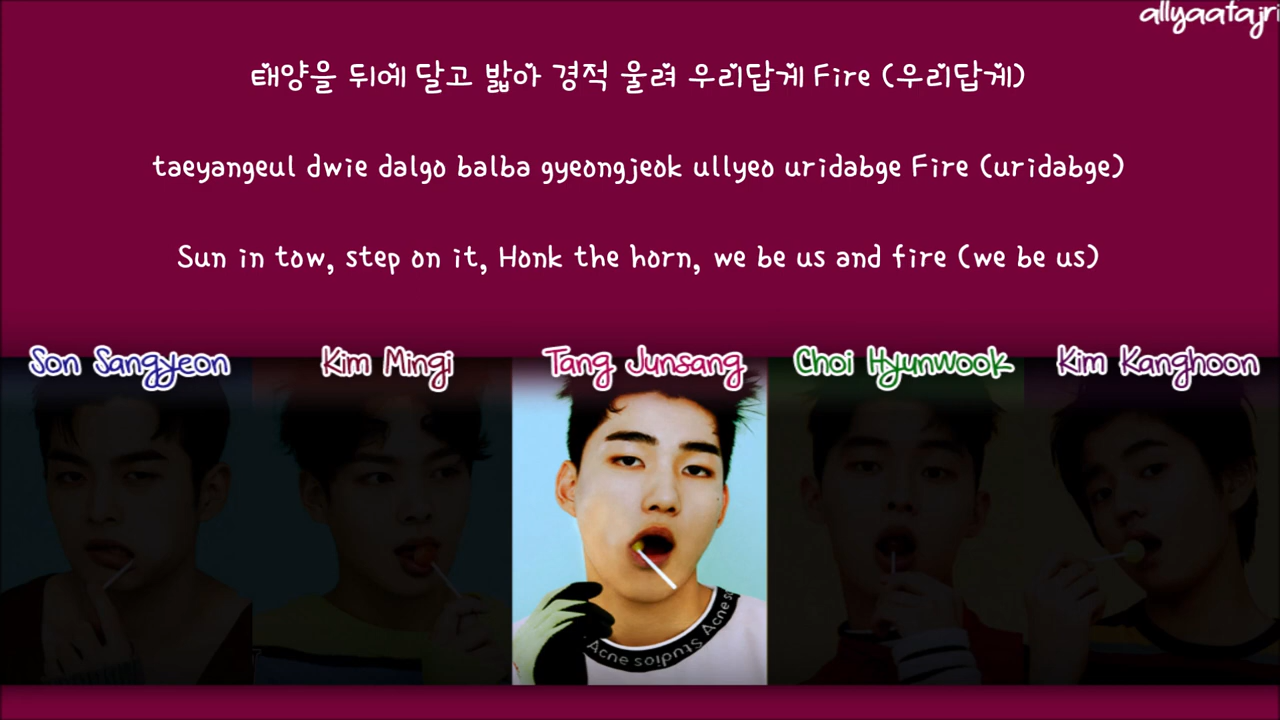 allyaatajri
태양을 뒤에 달고 밟아 경적 울려 우리답게 Fire (우리답게)
taeyangeul dwie dalgo balba gyeongjeok ullyeo uridabge Fire (uridabge)
Sun in tow, step on it, Honk the horn, we be us and fire (we be us)
Son Sangyeon Kim Mingi Tang Junsang Choi Hyunwook Kim Kanghoon
Acne Studios Acne s